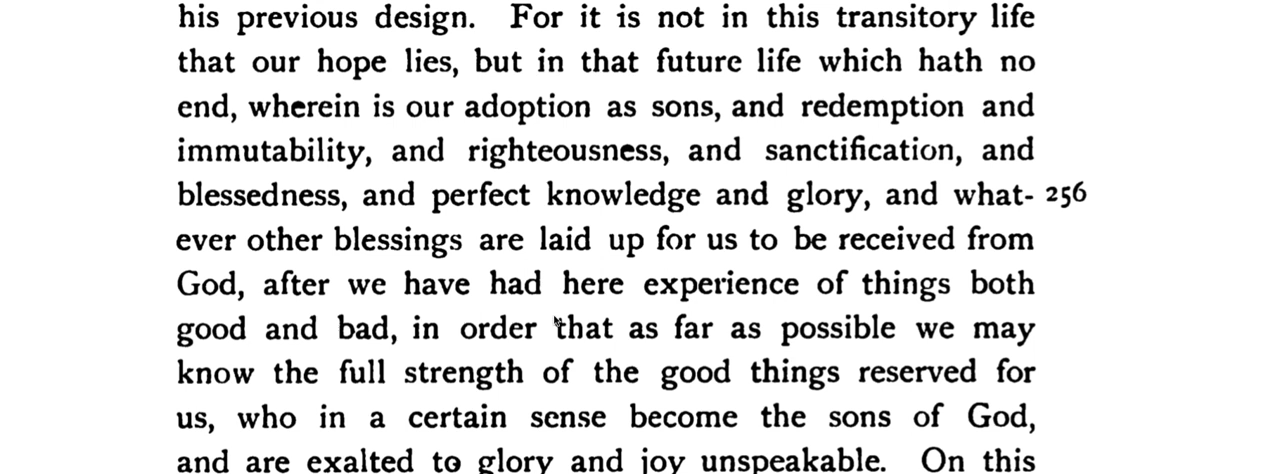 his previous design. For it is not in this transitory life
that our hope lies, but in that future life which hath no
end, wherein is our adoption as sons, and redemption and
immutability, and righteousness, and sanctification, and
blessedness, and perfect knowledge and glory, and what- 256
ever other blessings are laid up for us to be received from
God, after we have had here experience of things both
good and bad, in order that as far as possible we may
know the full strength of the good things reserved for
us, who in a certain sense become the sons of God,
and are exalted to glory and joy unspeakable. On this